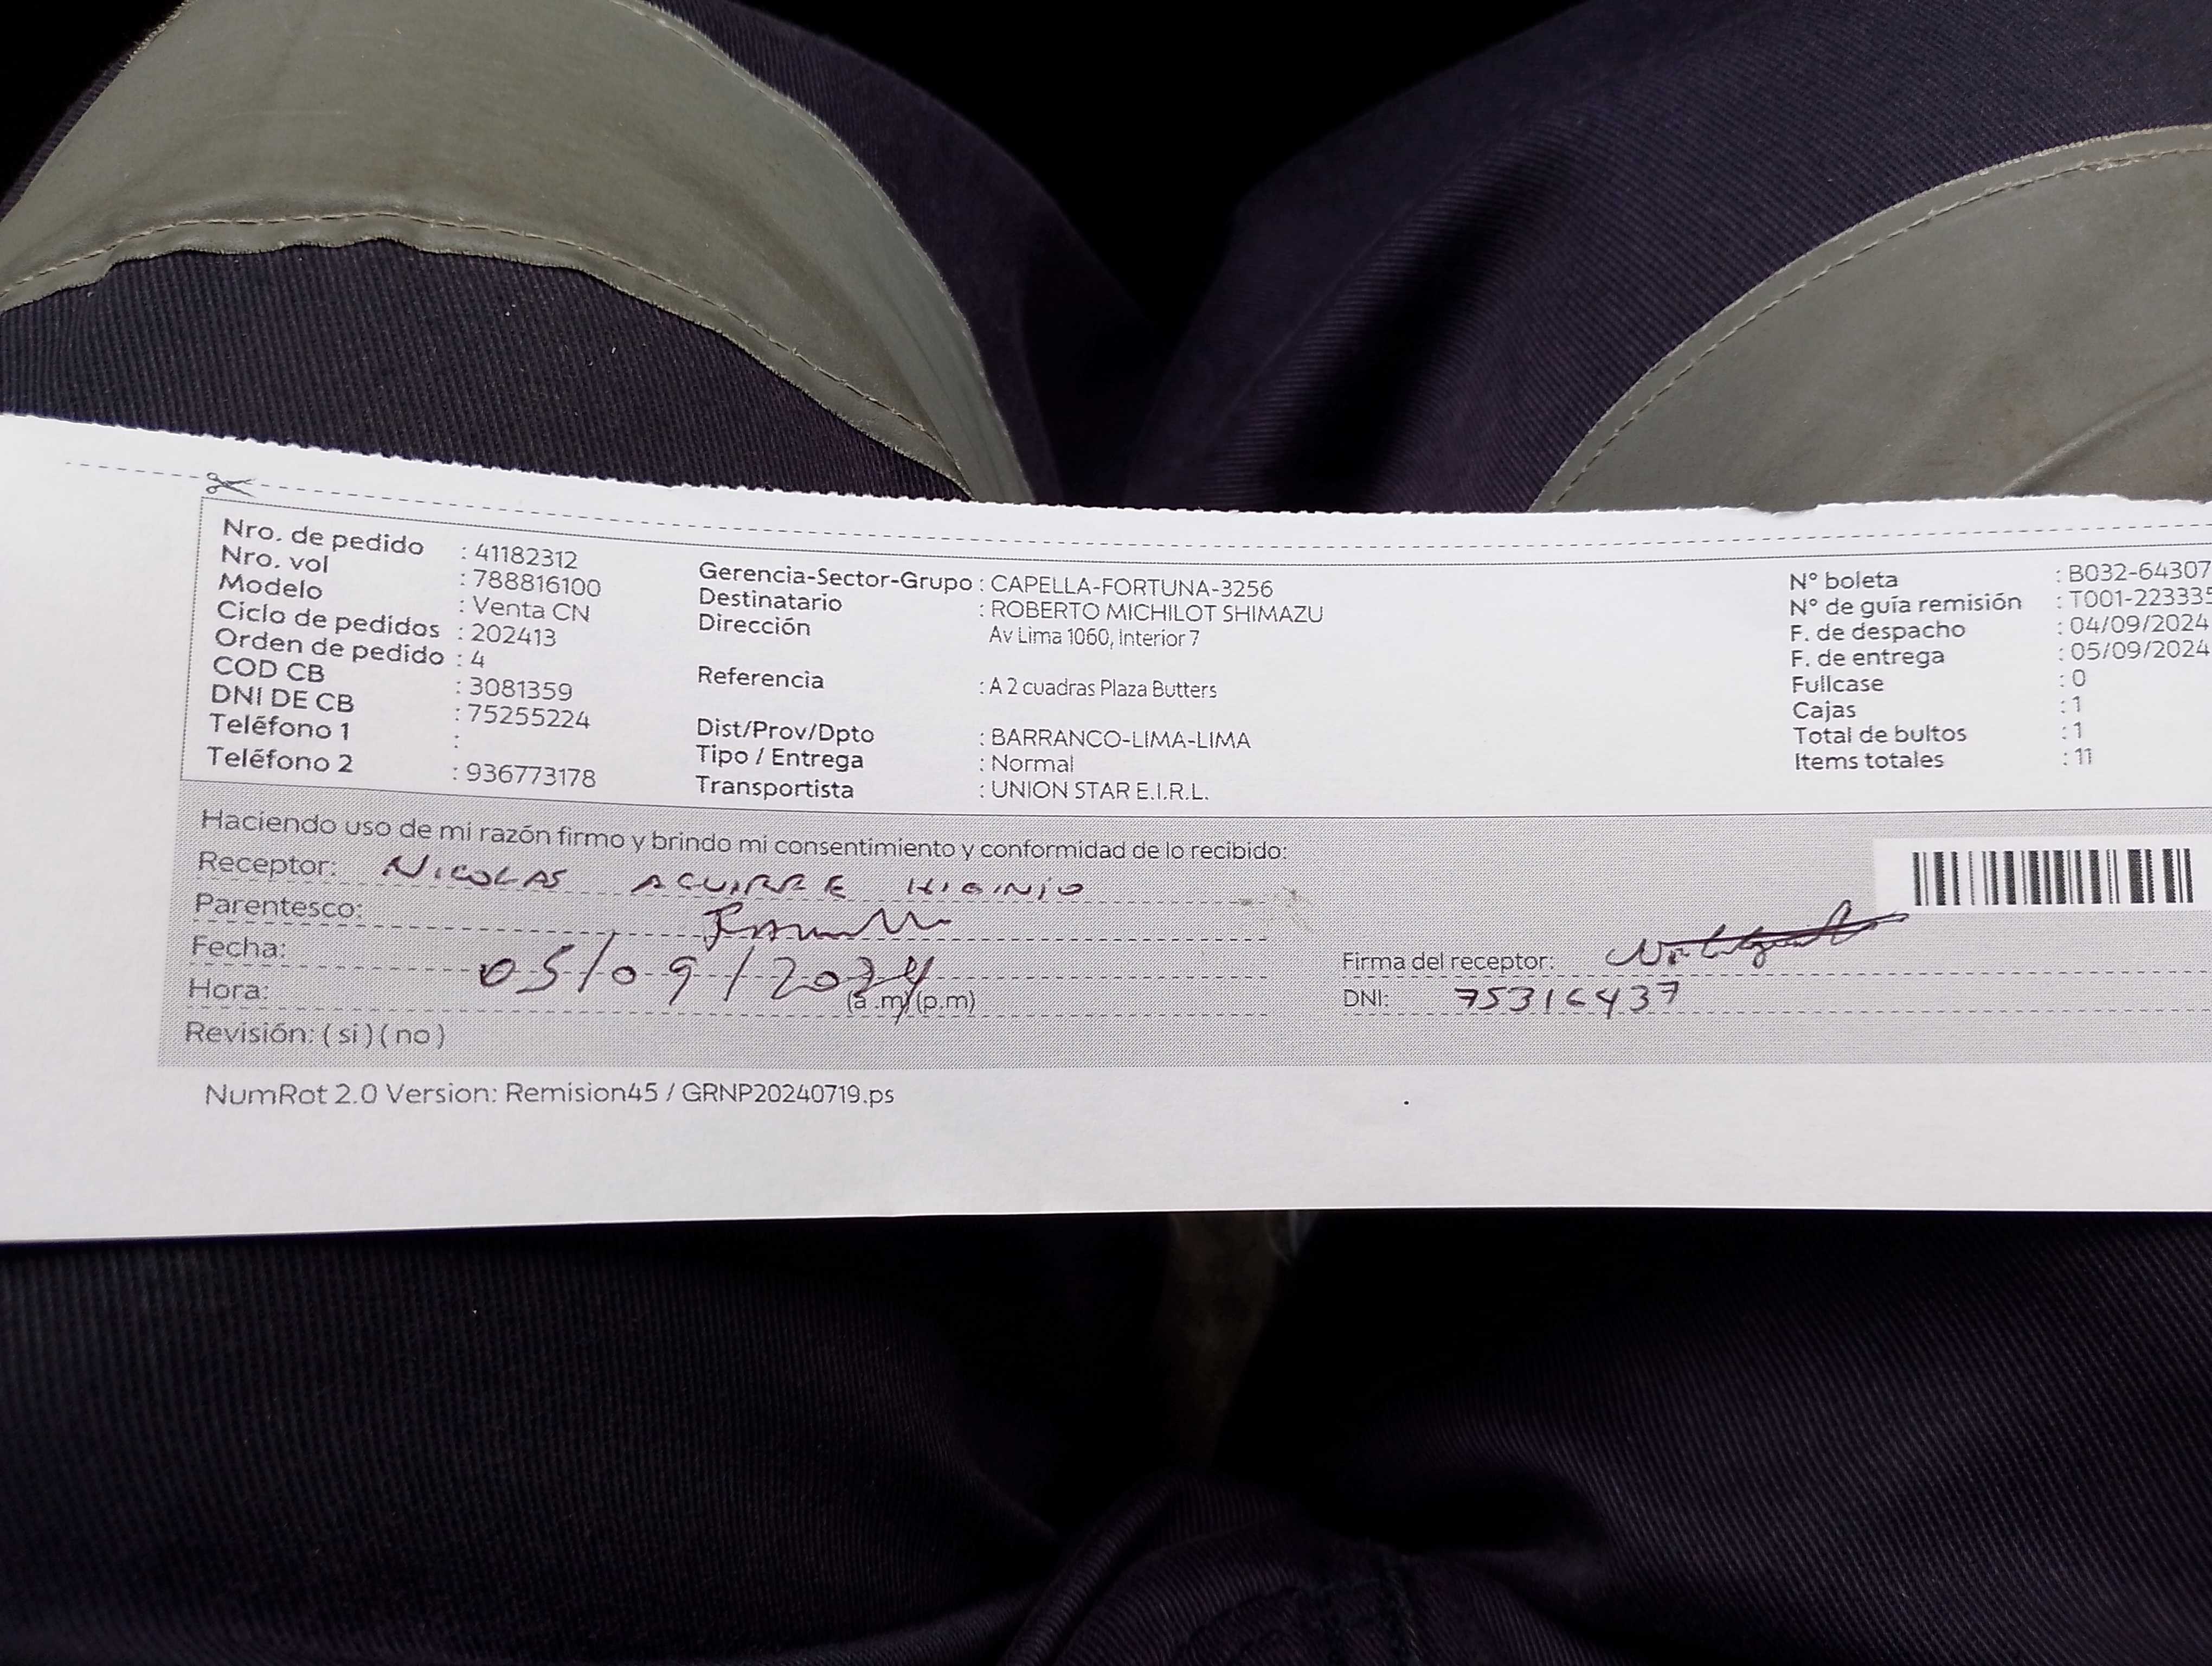 Nro. de pedido : 41182312
Nro. vol : 788816100
Modelo : Venta CN
Ciclo de pedidos : 202413
Orden de pedido : 4
COD CB : 3081359
DNI DE CB : 75255224
Teléfono 1 :
Teléfono 2 : 936773178
Gerencia-Sector-Grupo : CAPELLA-FORTUNA-3256
Destinatario : ROBERTO MICHILOT SHIMAZU
Dirección Av Lima 1060, Interior 7
Referencia : A 2 cuadras Plaza Butters
Dist/Prov/Dpto : BARRANCO-LIMA-LIMA
Tipo / Entrega : Normal
Transportista : UNION STAR E.I.R.L.
N° boleta : B032-64307
N° de guía remisión : T001-223335
F. de despacho : 04/09/2024
F. de entrega : 05/09/2024
Fullcase : 0
Cajas : 1
Total de bultos : 1
Items totales : 11
Haciendo uso de mi razón firmo y brindo mi consentimiento y conformidad de lo recibido:
Receptor: NICOLAS AGUIRRE HIGINIO
Parentesco:
Fecha: 05/09/2024
Hora: (a .m) (p.m)
Revisión: ( si ) ( no )
Firma del receptor:
DNI: 75316437
NumRot 2.0 Version: Remision45 / GRNP20240719.ps